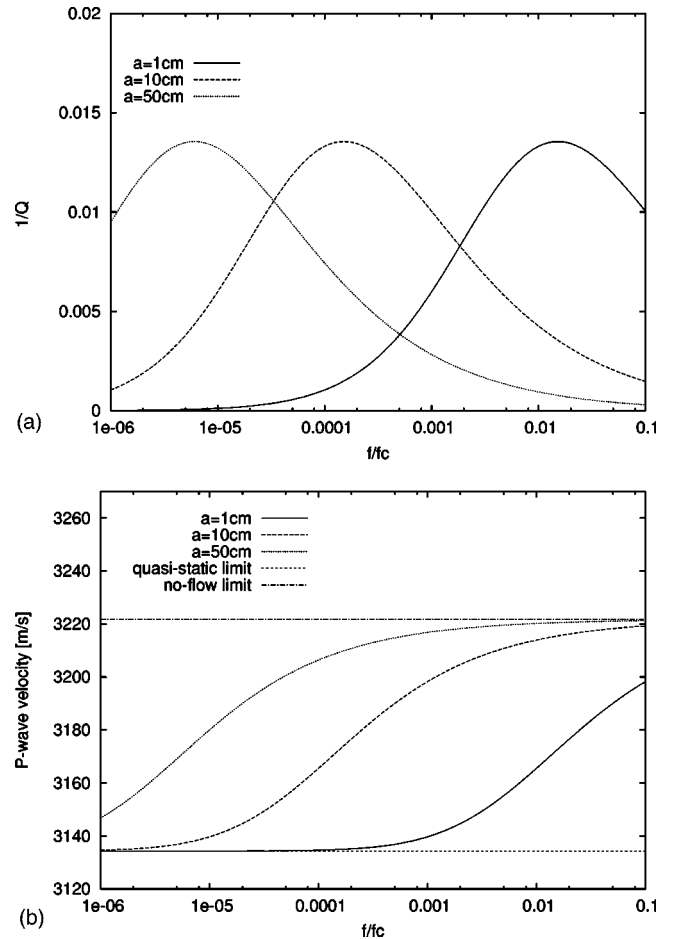 0.02
a=1cm
a=10cm
a=50cm
0.015
1/Q
0.01
0.005
0
(a)
1e-06 1e-05 0.0001 0.001 0.01 0.1
f/fc
3260
a=1cm
a=10cm
a=50cm
quasi-static limit
no-flow limit
3240
3220
P-wave velocity [m/s]
3200
3180
3160
3140
3120
(b)
1e-06 1e-05 0.0001 0.001 0.01 0.1
f/fc